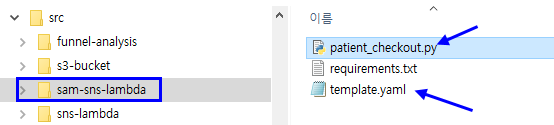 src
funnel-analysis
s3-bucket
sam-sns-lambda
sns-lambda
이름
patient_checkout.py
requirements.txt
template.yaml